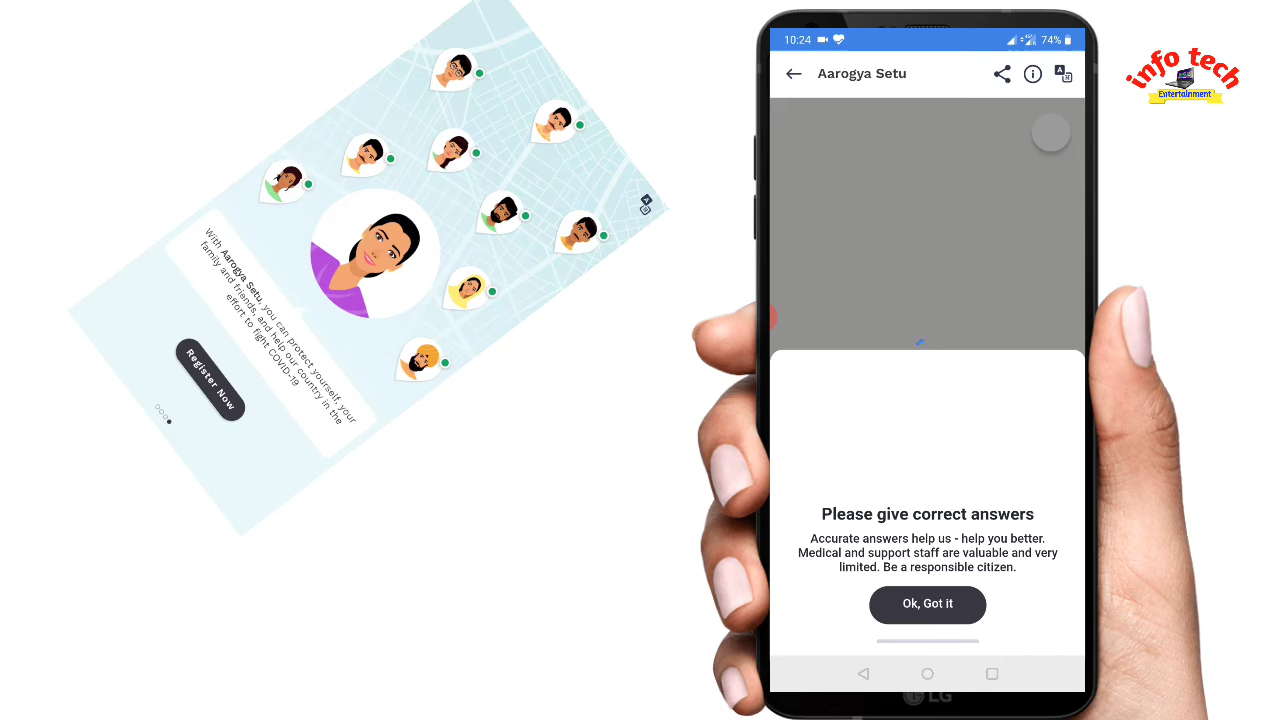 With Aarogya Setu, you can protect yourself, your
family and friends, and help our country in the
effort to fight COVID-19
Register Now
10:24
74%
Aarogya Setu
Please give correct answers
Accurate answers help us - help you better.
Medical and support staff are valuable and very
limited. Be a responsible citizen.
Ok, Got it
LG
info tech
Entertainment